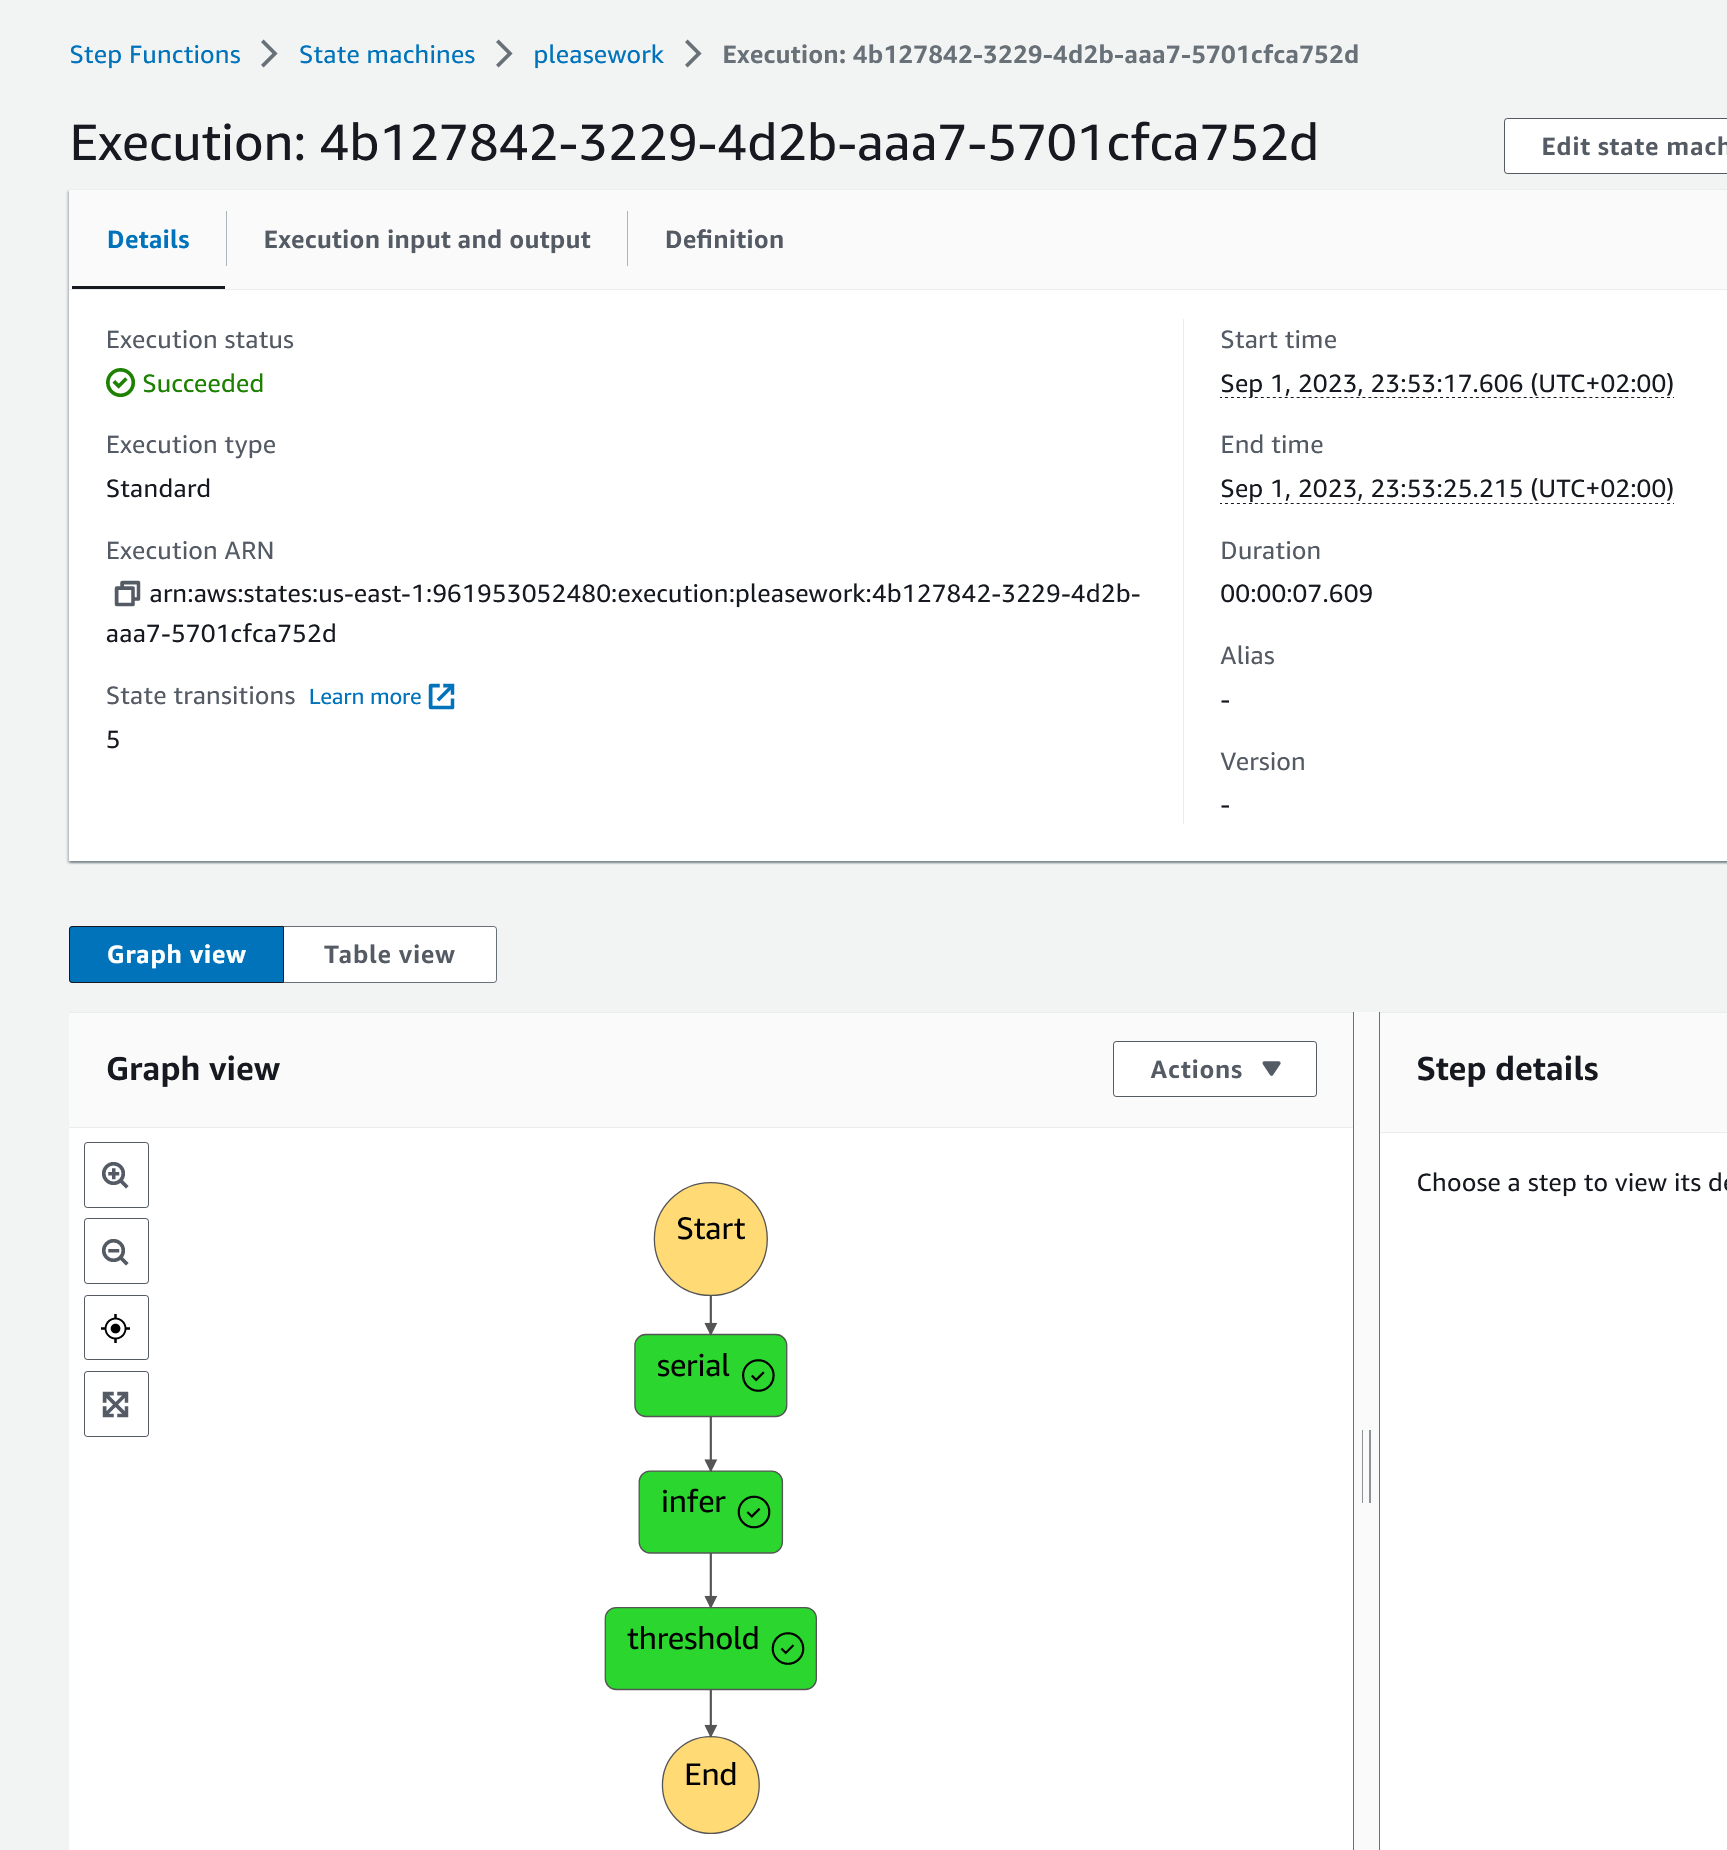 Step Functions > State machines > pleasework > Execution: 4b127842-3229-4d2b-aaa7-5701cfca752d
Execution: 4b127842-3229-4d2b-aaa7-5701cfca752d
Edit state mach
Details
Execution input and output
Definition
Execution status
Succeeded
Execution type
Standard
Execution ARN
arn:aws:states:us-east-1:961953052480:execution:pleasework:4b127842-3229-4d2b-
aaa7-5701cfca752d
State transitions Learn more
5
Start time
Sep 1, 2023, 23:53:17.606 (UTC+02:00)
End time
Sep 1, 2023, 23:53:25.215 (UTC+02:00)
Duration
00:00:07.609
Alias
-
Version
-
Graph view
Table view
Graph view
Actions
Start
serial
infer
threshold
End
Step details
Choose a step to view its de